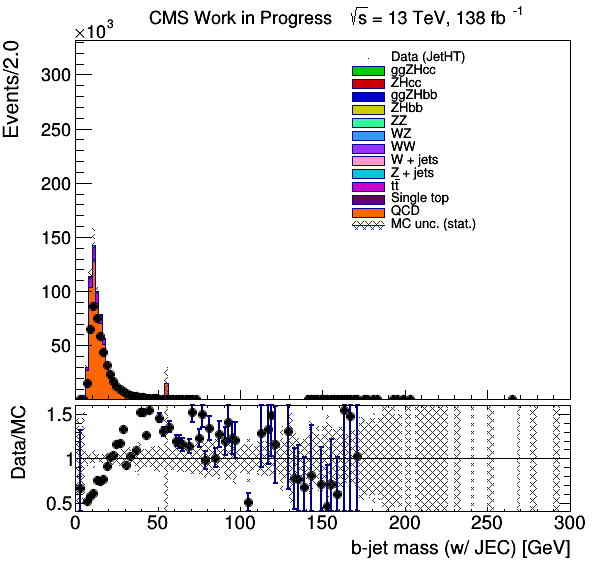 CMS Work in Progress √s = 13 TeV, 138 fb⁻¹
×10³
Events/2.0
300
250
200
150
100
50
Data (JetHT)
ggZHcc
ZHcc
ggZHbb
ZHbb
ZZ
WZ
WW
W + jets
Z + jets
tt̄
Single top
QCD
MC unc. (stat.)
Data/MC
1.5
1
0.5
0 50 100 150 200 250 300
b-jet mass (w/ JEC) [GeV]